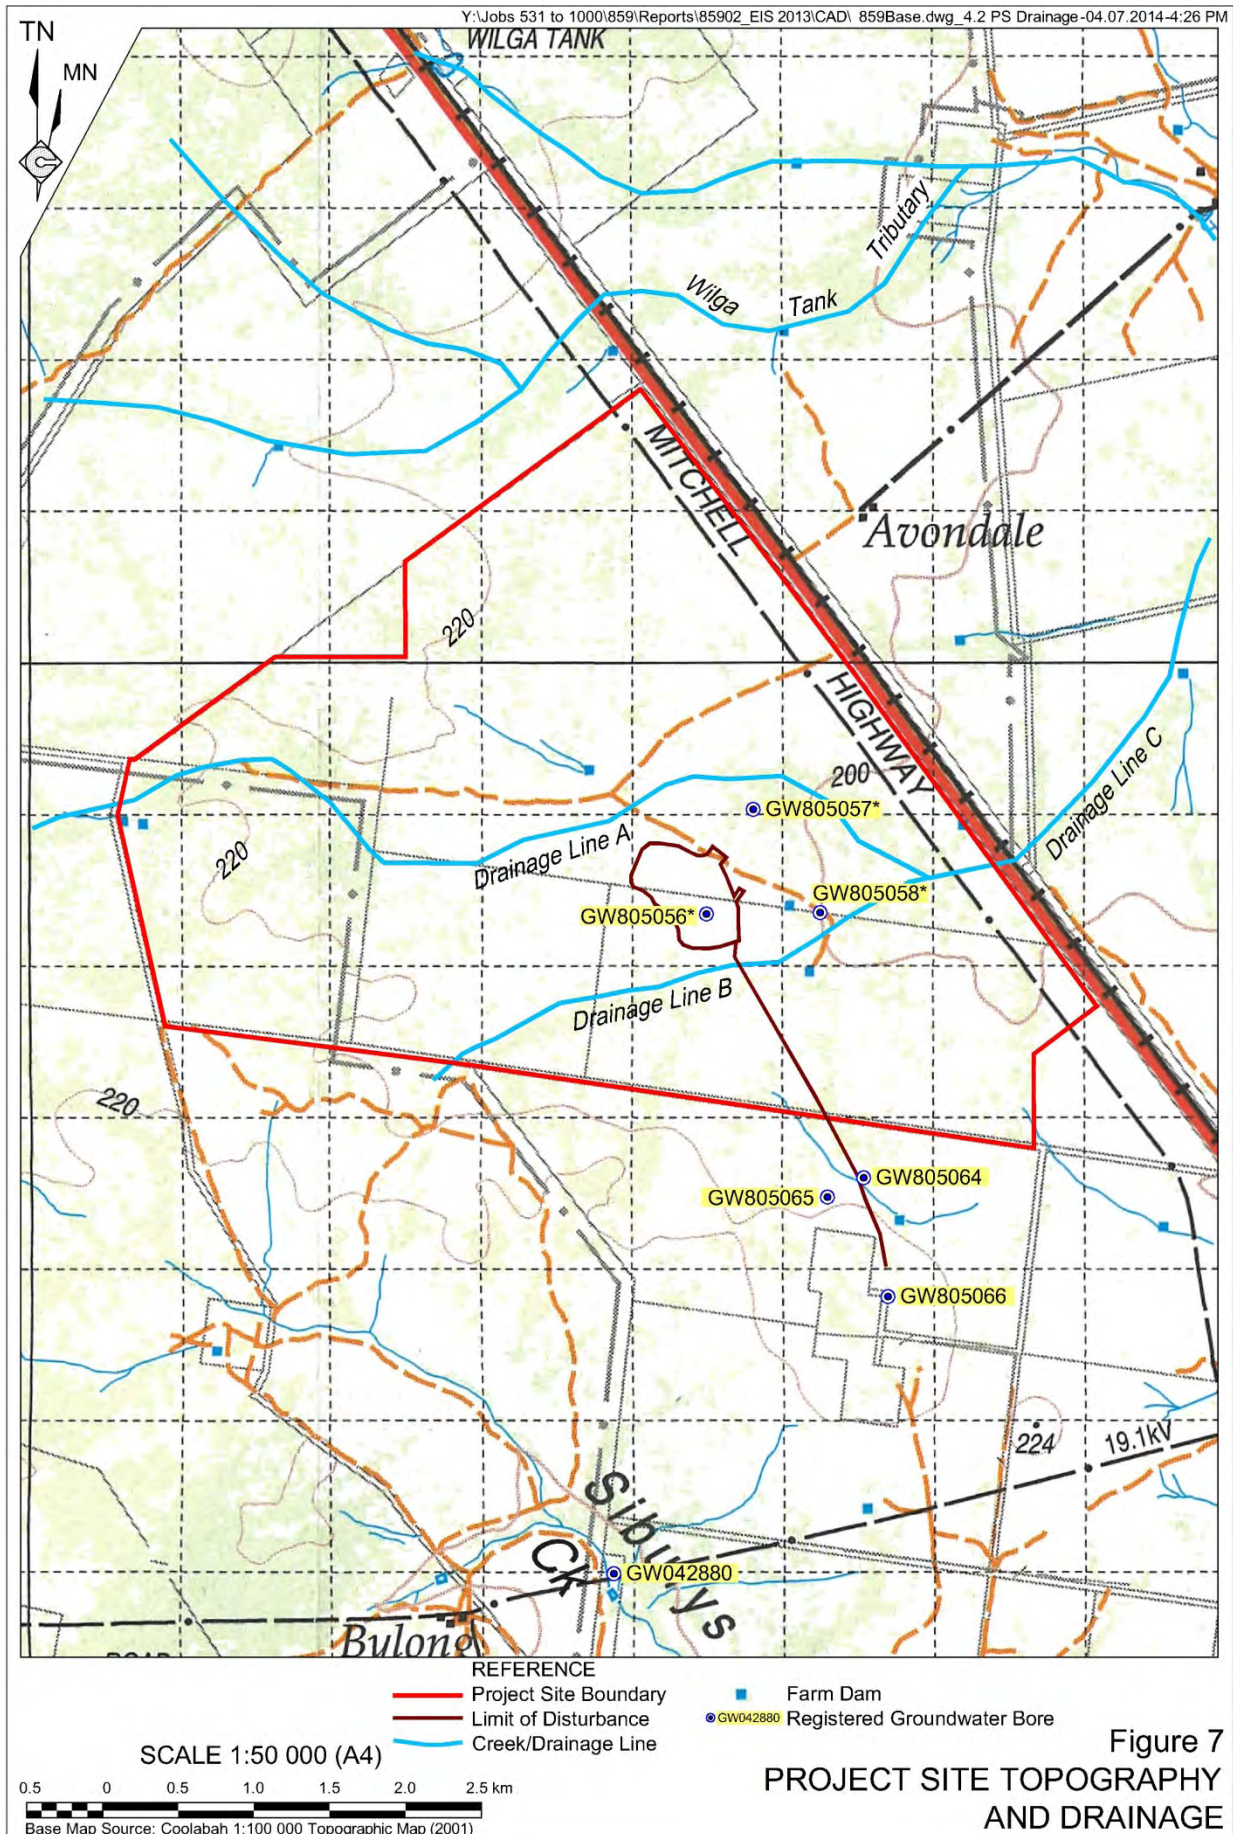 Y:\Jobs 531 to 1000\859\Reports\85902_EIS 2013\CAD\ 859Base.dwg_4.2 PS Drainage-04.07.2014-4:26 PM
TN
MN
WILGA TANK
Tributary
Wilga
Tank
MITCHELL
Avondale
220
HIGHWAY
200
Drainage Line C
GW805057*
Drainage Line A
220
GW805058*
GW805056*
Drainage Line B
220
GW805064
GW805065
GW805066
224
19.1kV
Siburys
Ck
GW042880
Bylong
REFERENCE
Project Site Boundary
Farm Dam
Limit of Disturbance
GW042880 Registered Groundwater Bore
Creek/Drainage Line
SCALE 1:50 000 (A4)
Figure 7
PROJECT SITE TOPOGRAPHY
AND DRAINAGE
0.5 0 0.5 1.0 1.5 2.0 2.5 km
Base Map Source: Coolabah 1:100 000 Topographic Map (2001)